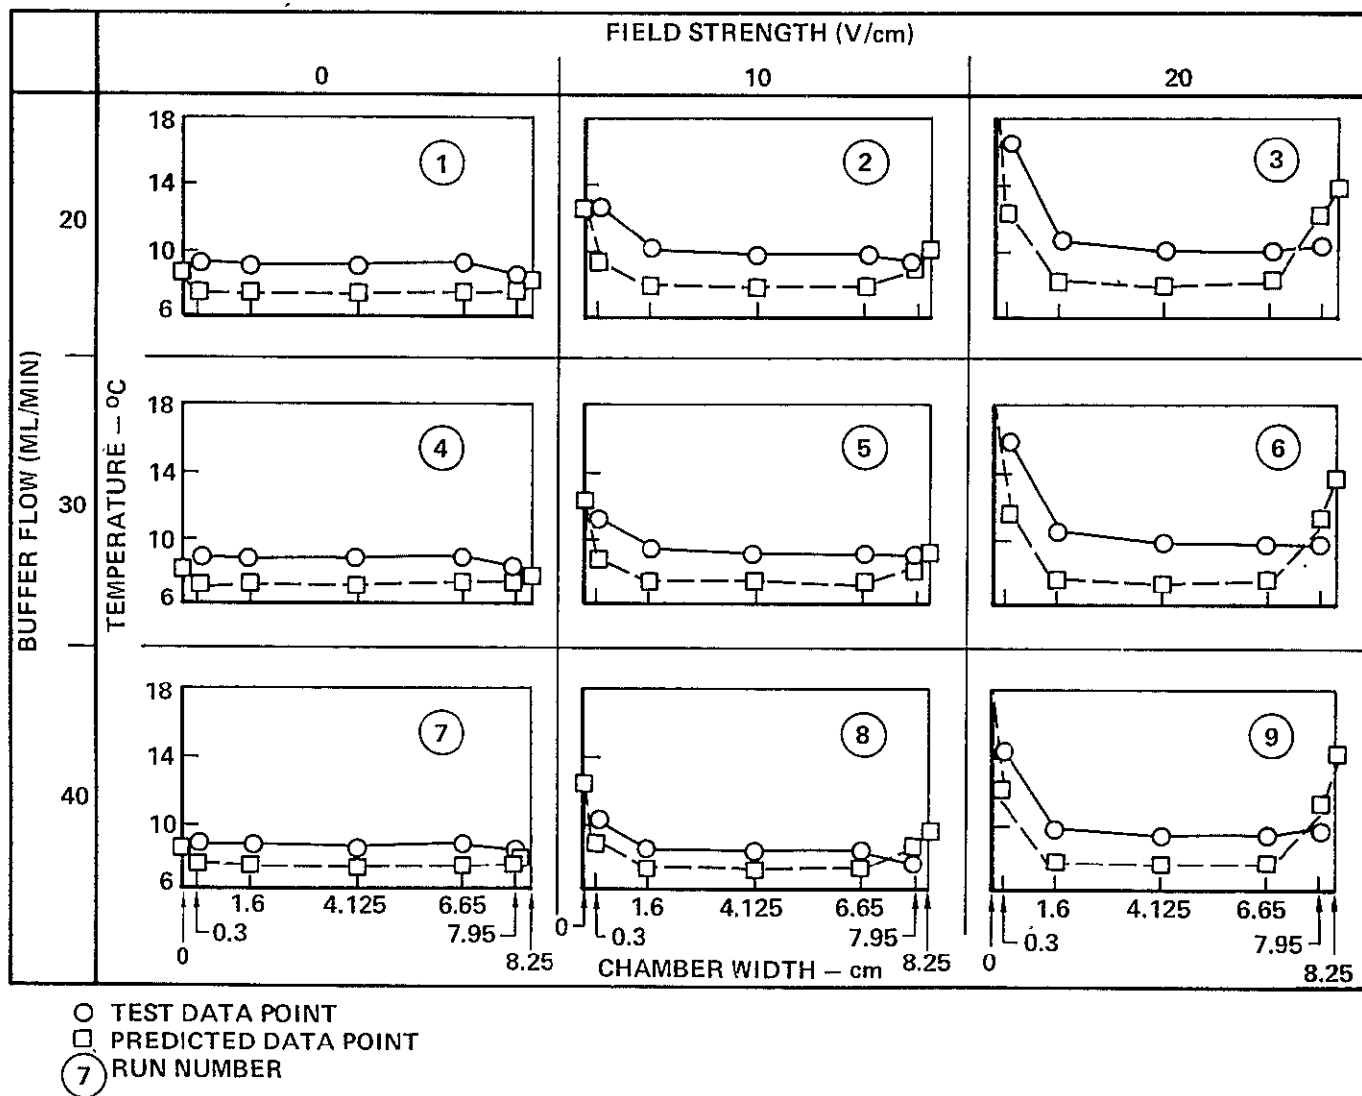 FIELD STRENGTH (V/cm)
0 10 20
BUFFER FLOW (ML/MIN)
TEMPERATURE – °C
20
18
14
10
6
1
2
3
30
18
14
10
6
4
5
6
40
18
14
10
6
7
8
9
1.6 4.125 6.65
0.3 7.95
0 8.25
1.6 4.125 6.65
0 0.3 7.95
8.25
1.6 4.125 6.65
0.3 7.95
0 8.25
CHAMBER WIDTH – cm
TEST DATA POINT
PREDICTED DATA POINT
7 RUN NUMBER